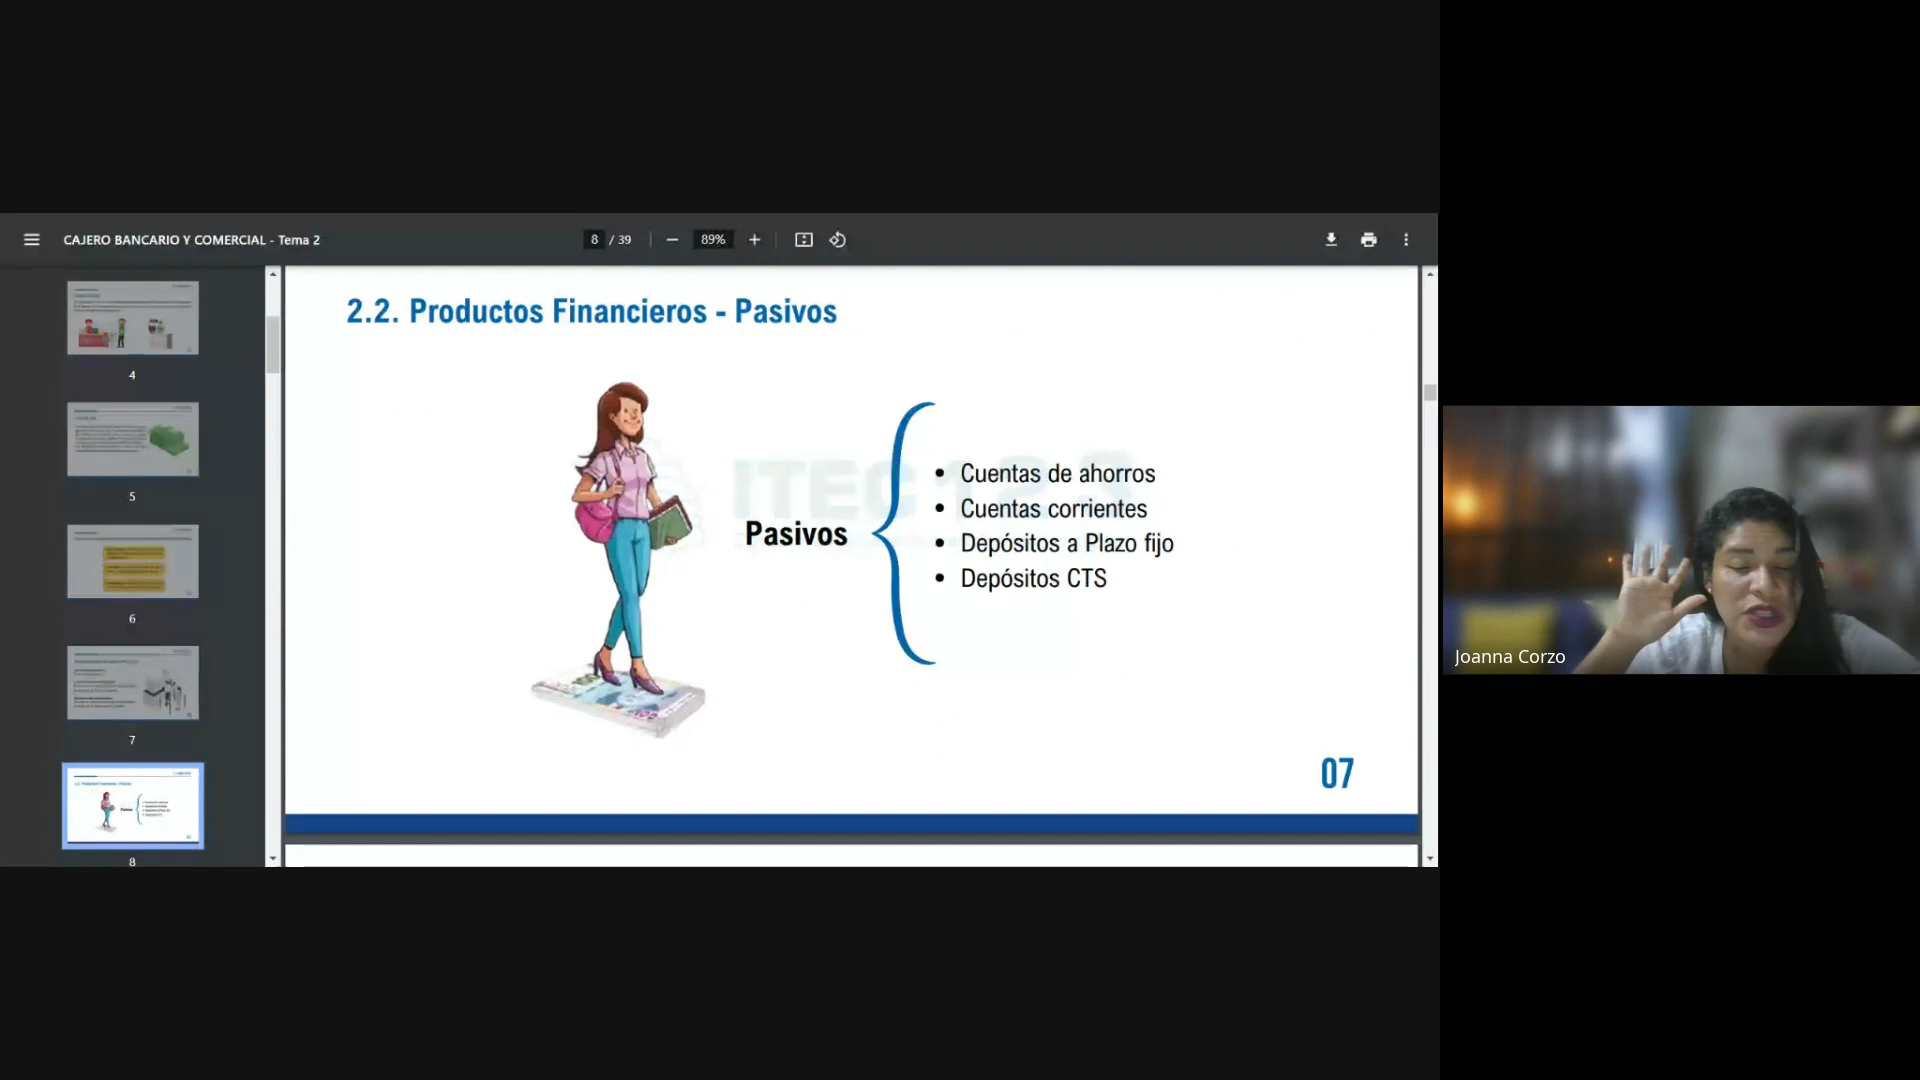 CAJERO BANCARIO Y COMERCIAL - Tema 2
8 / 39
89%
4
5
6
7
8
2.2. Productos Financieros - Pasivos
ITEC
Pasivos
Cuentas de ahorros
Cuentas corrientes
Depósitos a Plazo fijo
Depósitos CTS
07
Joanna Corzo